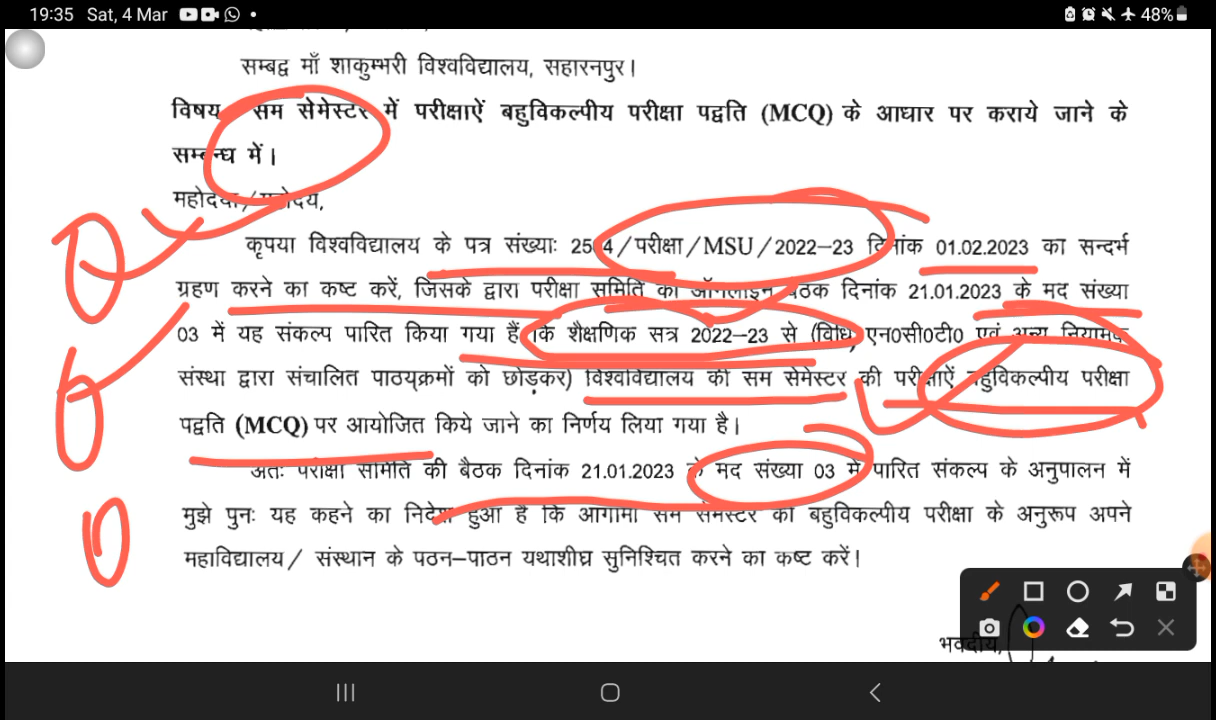 19:35 Sat, 4 Mar 48%
सम्बद्व माँ शाकुम्भरी विश्वविद्यालय, सहारनपुर।
विषय सम सेमेस्टर में परीक्षाऐं बहुविकल्पीय परीक्षा पद्वति (MCQ) के आधार पर कराये जाने के
सम्बन्ध में।
महोदया/महोदय,
कृपया विश्वविद्यालय के पत्र संख्याः 2504/परीक्षा/MSU/2022–23 दिनांक 01.02.2023 का सन्दर्भ
ग्रहण करने का कष्ट करें, जिसके द्वारा परीक्षा समिति की ऑनलाइन बैठक दिनांक 21.01.2023 के मद संख्या
03 में यह संकल्प पारित किया गया हैं कि शैक्षणिक सत्र 2022–23 से (विधि, एन0सी0टी0 एवं अन्य नियामक
संस्था द्वारा संचालित पाठय्क्रमों को छोड़कर) विश्वविद्यालय की सम सेमेस्टर की परीक्षाऐं बहुविकल्पीय परीक्षा
पद्वति (MCQ) पर आयोजित किये जाने का निर्णय लिया गया है।
अतः परीक्षा समिति की बैठक दिनांक 21.01.2023 के मद संख्या 03 में पारित संकल्प के अनुपालन में
मुझे पुनः यह कहने का निदेश हुआ है कि आगामी सम सेमेस्टर की बहुविकल्पीय परीक्षा के अनुरूप अपने
महाविद्यालय/ संस्थान के पठन–पाठन यथाशीघ्र सुनिश्चित करने का कष्ट करें।
भवदीय,